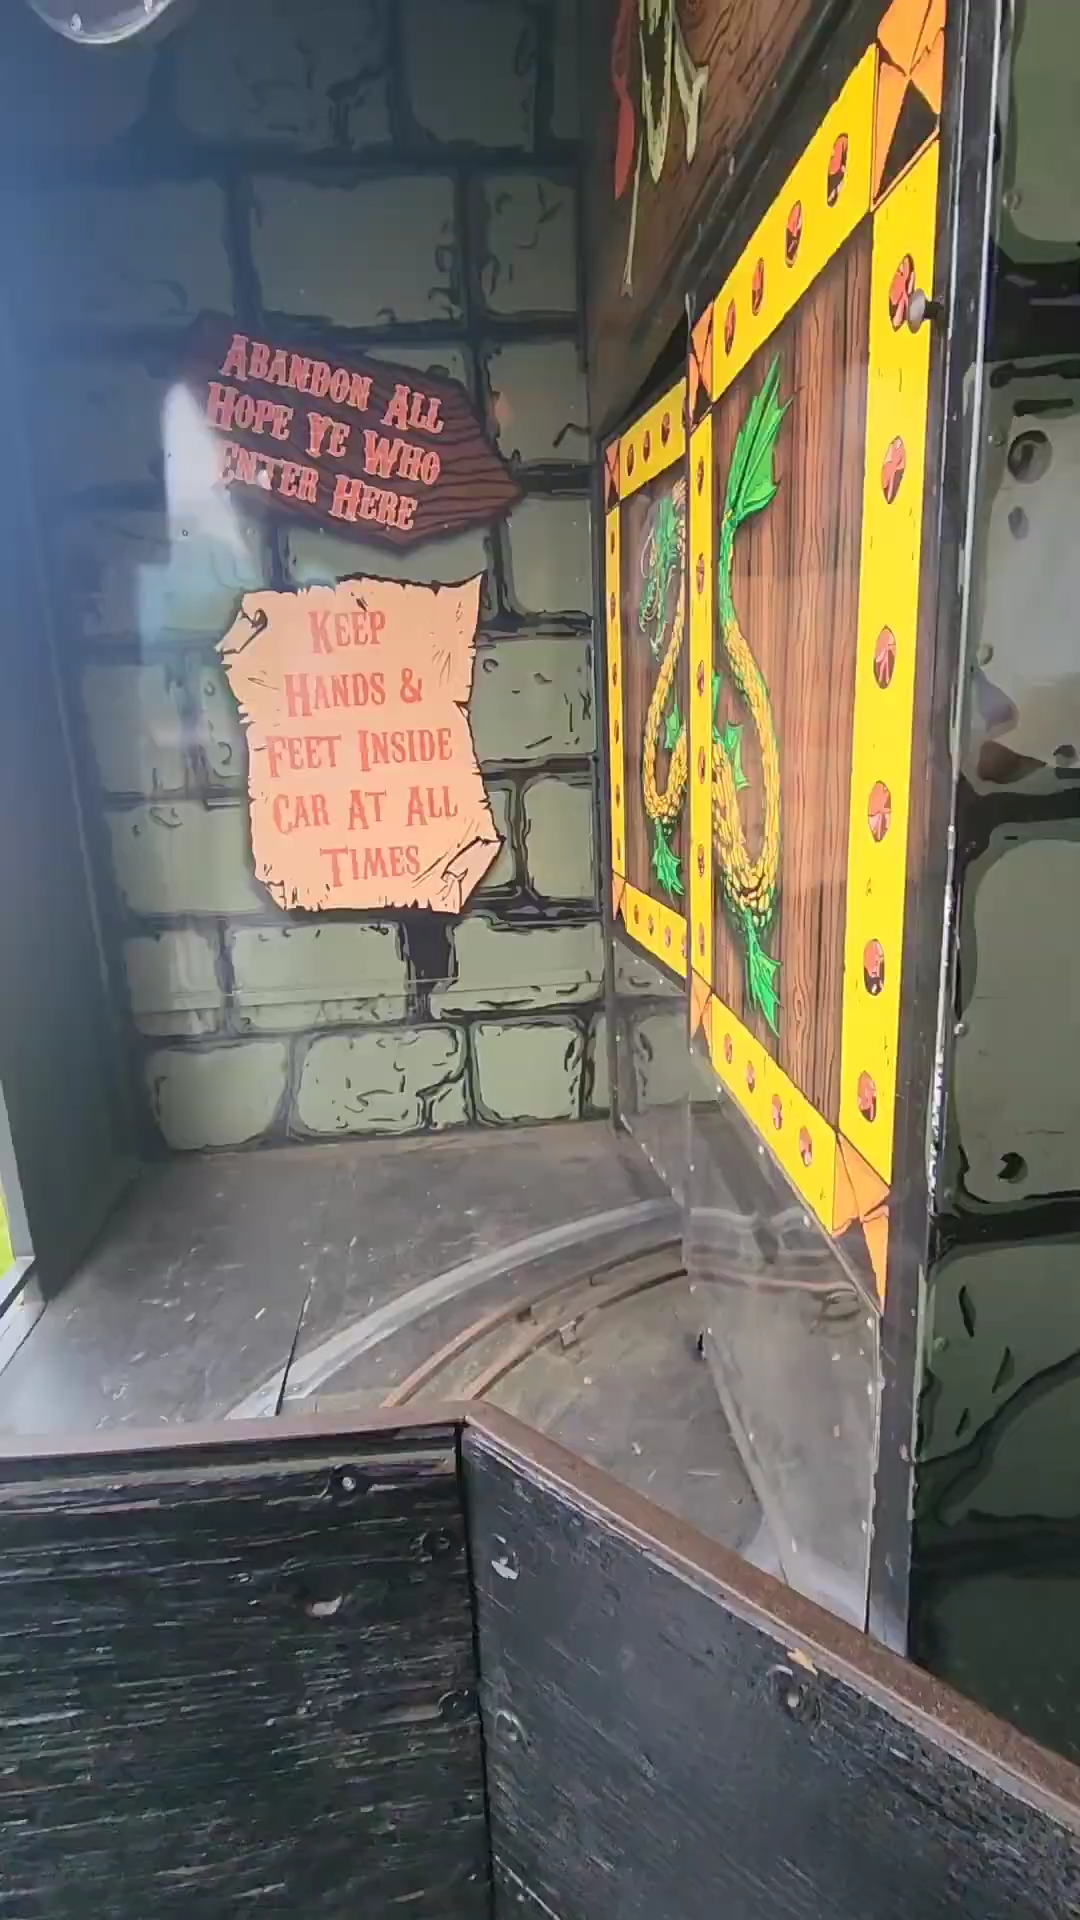 Abandon All
Hope Ye Who
Enter Here
Keep
Hands &
Feet Inside
Car At All
Times